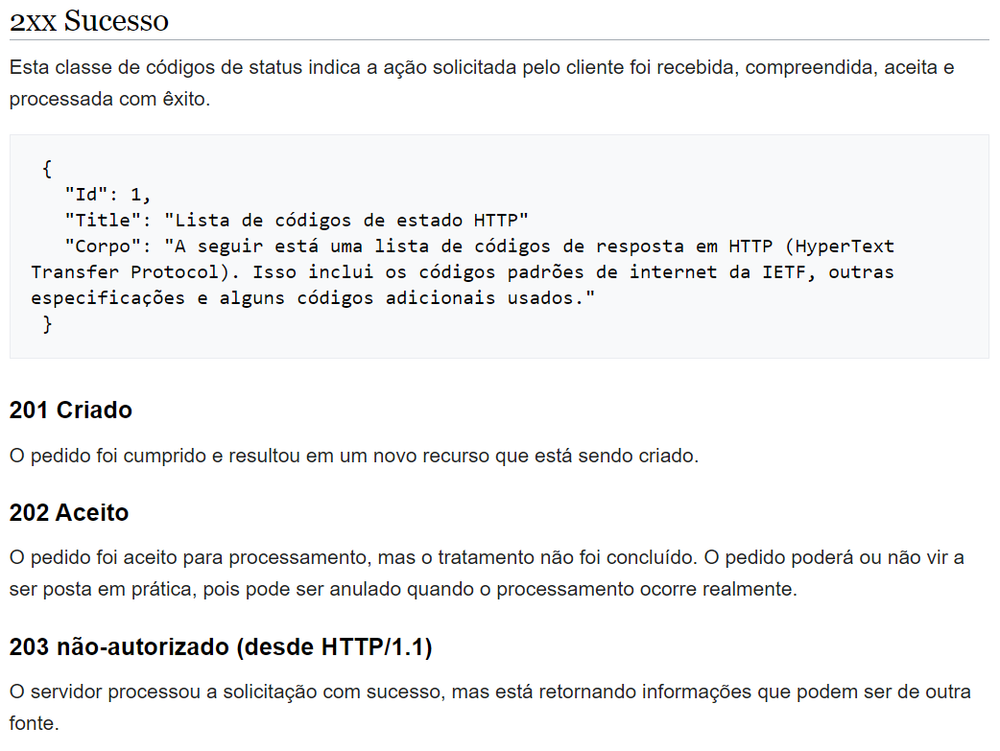 2xx Sucesso
Esta classe de códigos de status indica a ação solicitada pelo cliente foi recebida, compreendida, aceita e
processada com êxito.
{
"Id": 1,
"Title": "Lista de códigos de estado HTTP"
"Corpo": "A seguir está uma lista de códigos de resposta em HTTP (HyperText
Transfer Protocol). Isso inclui os códigos padrões de internet da IETF, outras
especificações e alguns códigos adicionais usados."
}
201 Criado
O pedido foi cumprido e resultou em um novo recurso que está sendo criado.
202 Aceito
O pedido foi aceito para processamento, mas o tratamento não foi concluído. O pedido poderá ou não vir a
ser posta em prática, pois pode ser anulado quando o processamento ocorre realmente.
203 não-autorizado (desde HTTP/1.1)
O servidor processou a solicitação com sucesso, mas está retornando informações que podem ser de outra
fonte.